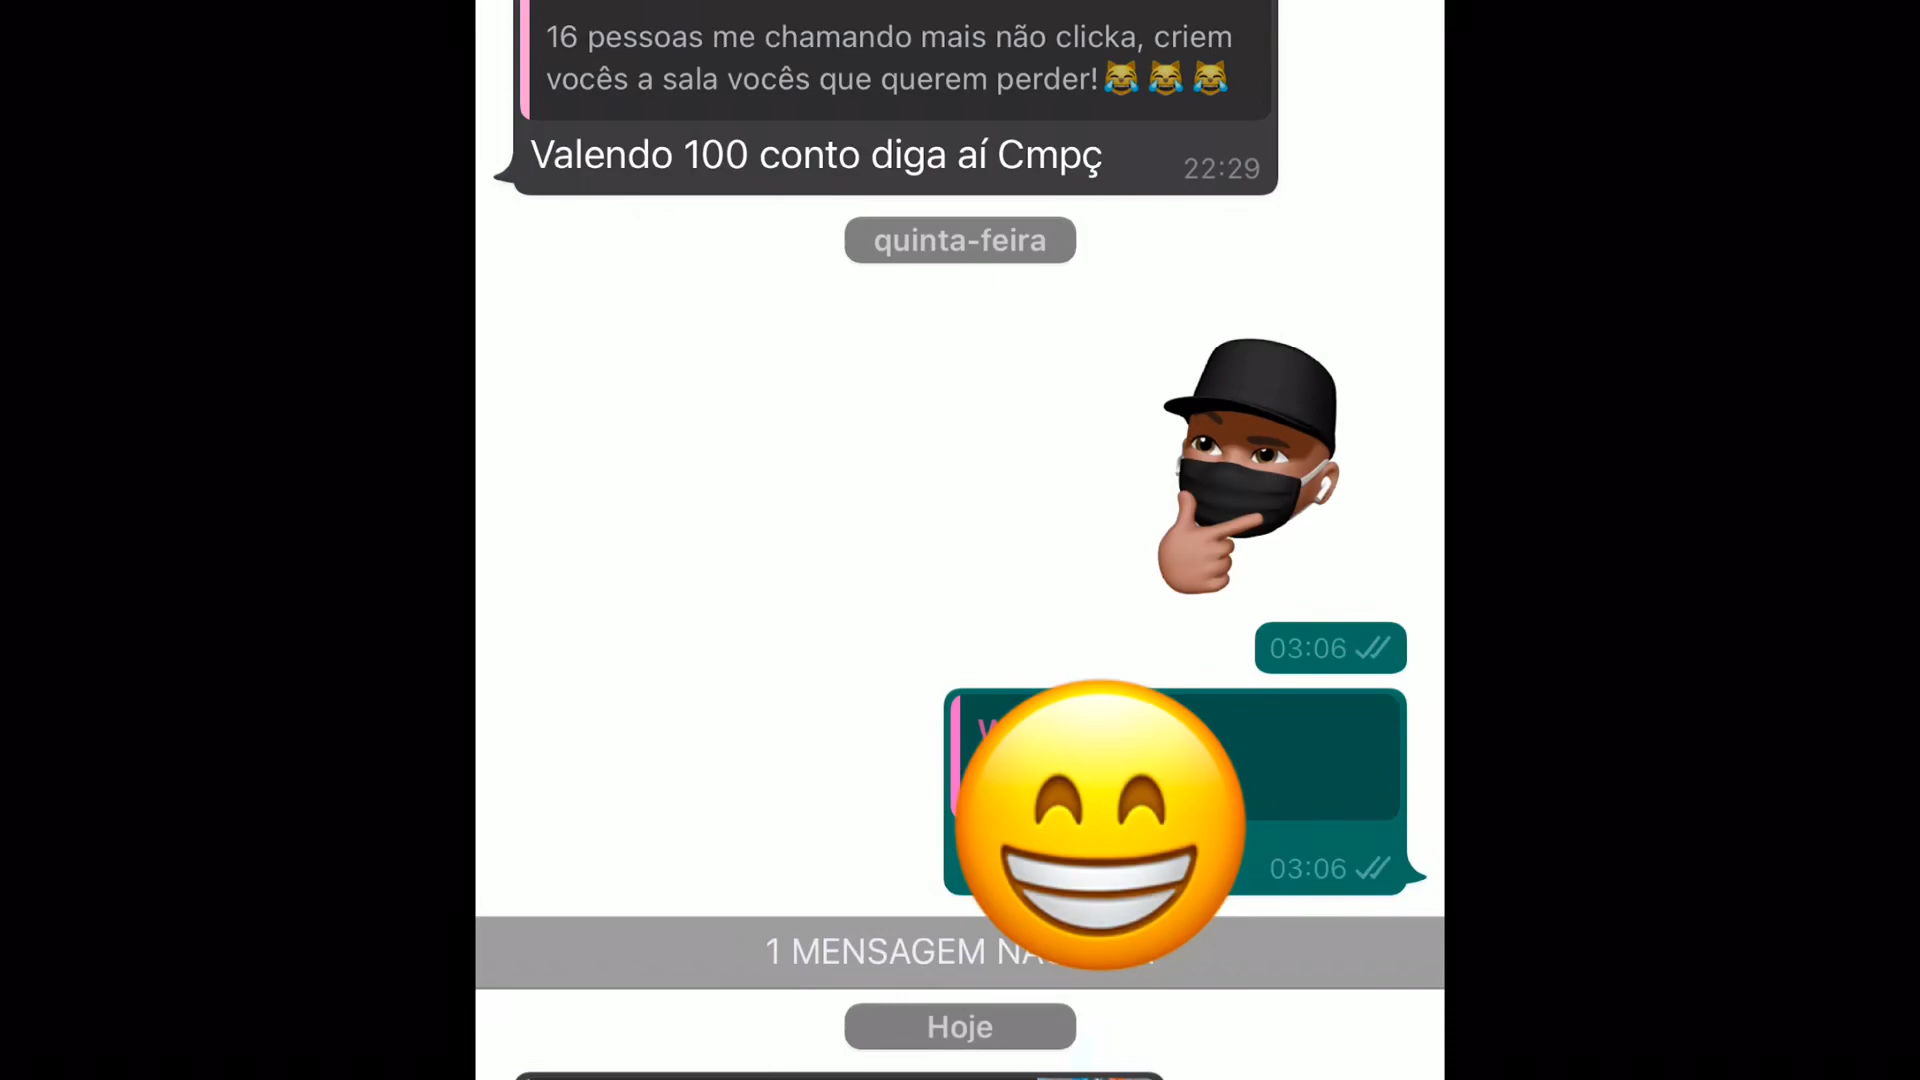 16 pessoas me chamando mais não clicka, criem
vocês a sala vocês que querem perder!😹😹😹
Valendo 100 conto diga aí Cmpç
22:29
quinta-feira
03:06
03:06
1 MENSAGEM
Hoje